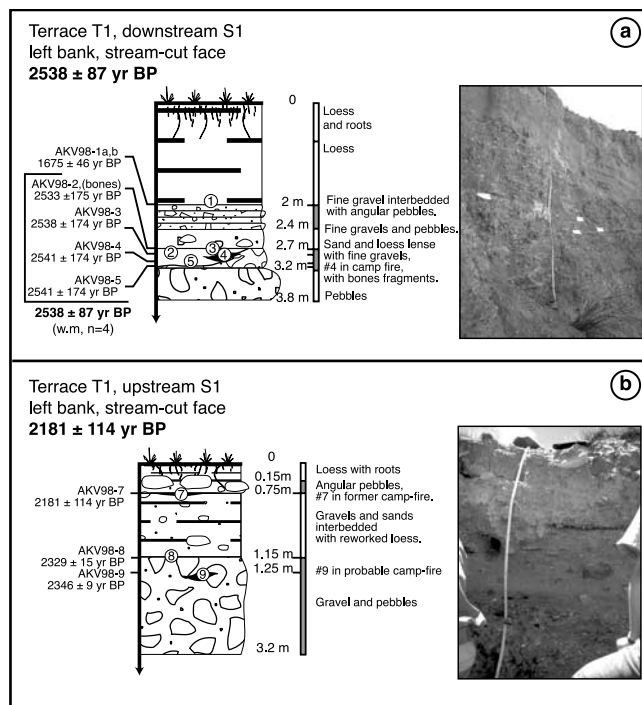 Terrace T1, downstream S1
left bank, stream-cut face
2538 ± 87 yr BP
a
0
Loess
and roots
Loess
AKV98-1a,b
1675 ± 46 yr BP
AKV98-2,(bones)
2533 ±175 yr BP
AKV98-3
2538 ± 174 yr BP
AKV98-4
2541 ± 174 yr BP
AKV98-5
2541 ± 174 yr BP
2538 ± 87 yr BP
(w.m, n=4)
1
2
3
4
5
2 m
2.4 m
2.7 m
3.2 m
3.8 m
Fine gravel interbedded
with angular pebbles.
Fine gravels and pebbles.
Sand and loess lense
with fine gravels,
#4 in camp fire,
with bones fragments.
Pebbles
Terrace T1, upstream S1
left bank, stream-cut face
2181 ± 114 yr BP
b
0
0.15m
0.75m
1.15 m
1.25 m
3.2 m
AKV98-7
2181 ± 114 yr BP
AKV98-8
2329 ± 15 yr BP
AKV98-9
2346 ± 9 yr BP
7
8
9
Loess with roots
Angular pebbles,
#7 in former camp-fire.
Gravels and sands
interbedded
with reworked loess.
#9 in probable camp-fire
Gravel and pebbles